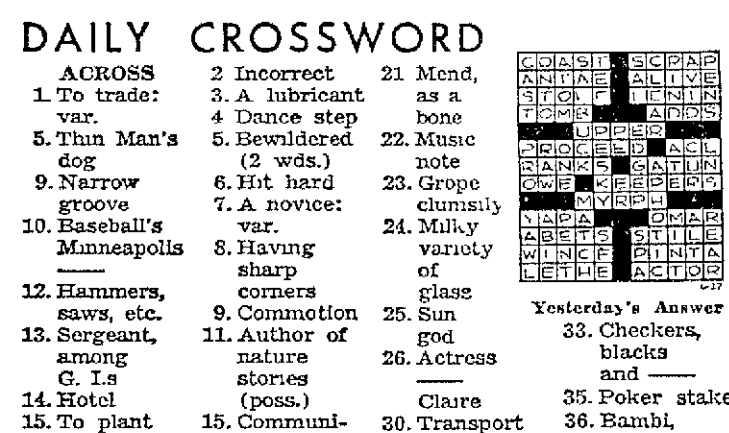 DAILY CROSSWORD
ACROSS
1. To trade:
var.
5. Thin Man's
dog
9. Narrow
groove
10. Baseball's
Minneapolis
12. Hammers,
saws, etc.
13. Sergeant,
among
G. I.s
14. Hotel
15. To plant
2 Incorrect
3. A lubricant
4 Dance step
5. Bewildered
(2 wds.)
6. Hit hard
7. A novice:
var.
8. Having
sharp
corners
9. Commotion
11. Author of
nature
stories
(poss.)
15. Communi-
21 Mend,
as a
bone
22. Music
note
23. Grope
clumsily
24. Milky
variety
of
glass
25. Sun
god
26. Actress
Claire
30. Transport
COAST SCRAP
ANTAE ALIVE
STOLE LENIN
TOMB ADDS
UPPER
PROCEED ACL
RANKS GATUN
OWE KEEPERS
MYRRH
YAPA OMAR
ABETS STILE
WINCE PINTA
LETHE ACTOR
Yesterday's Answer
33. Checkers,
blacks
and
35. Poker stake
36. Bambi,